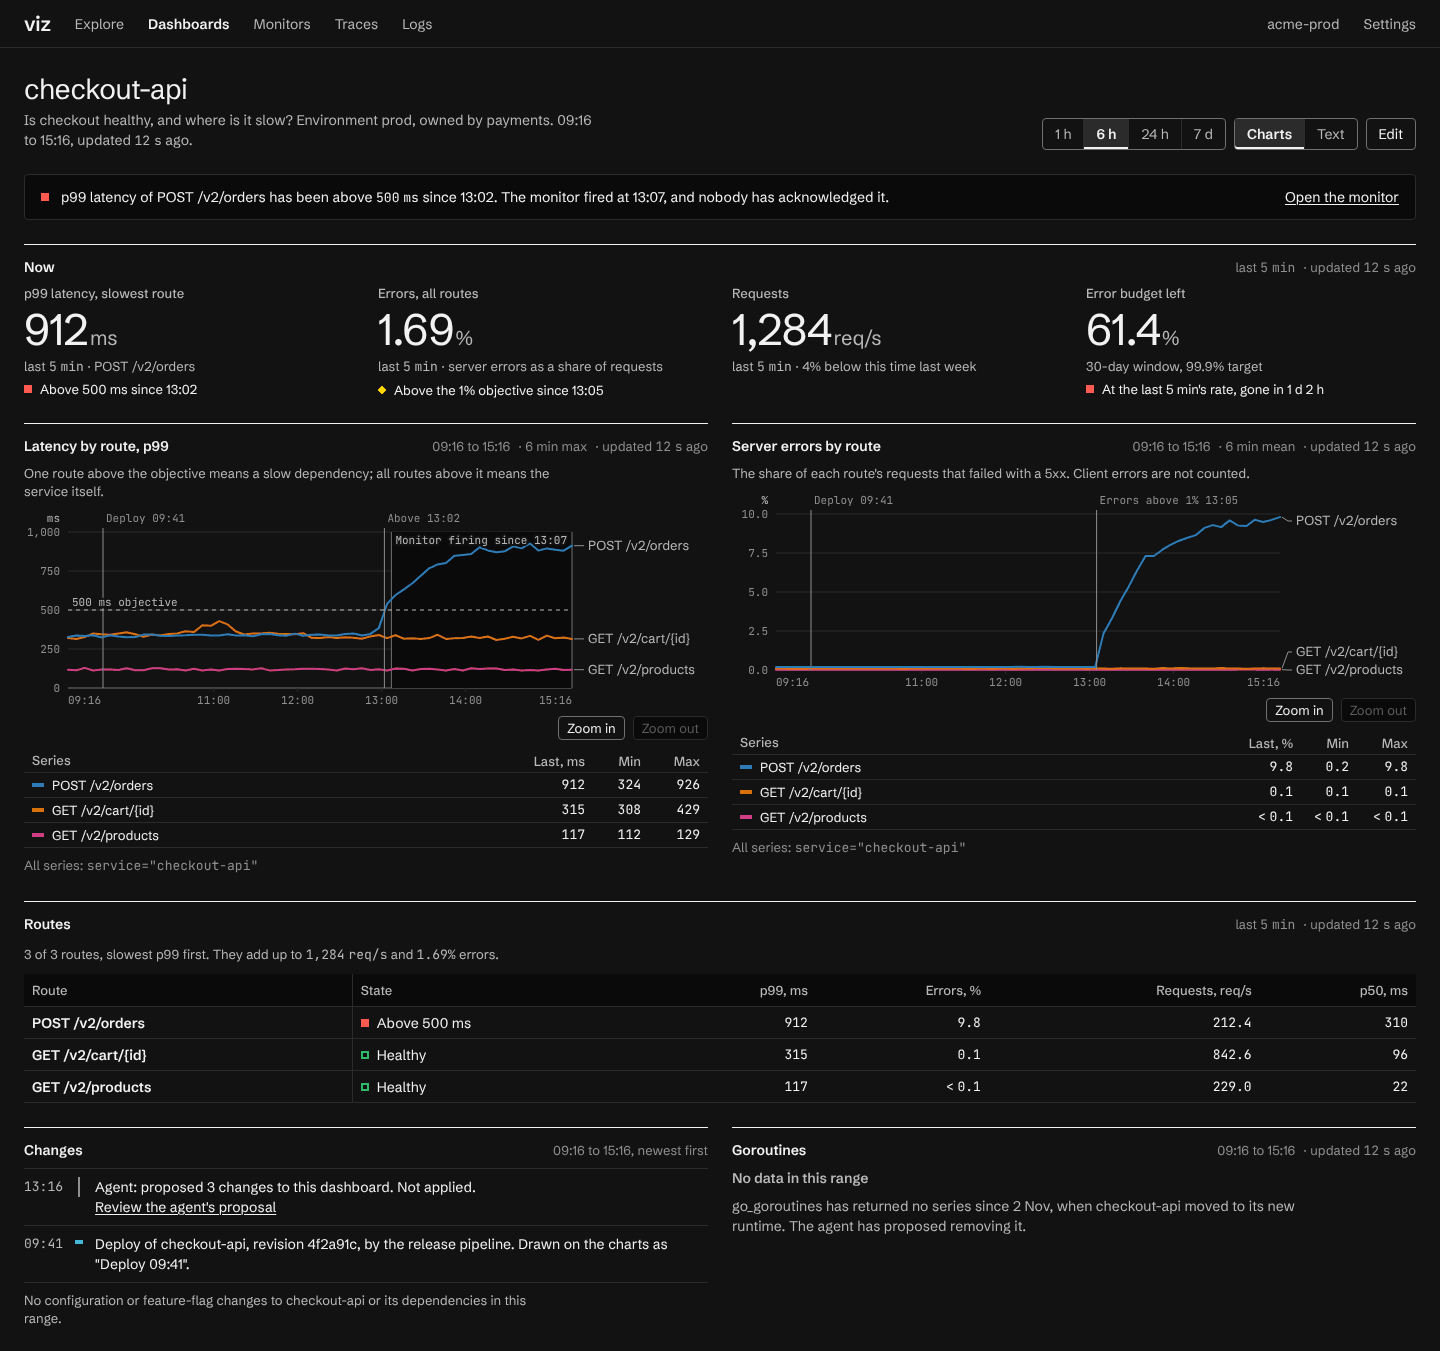 viz Explore Dashboards Monitors Traces Logs acme-prod Settings
checkout-api
Is checkout healthy, and where is it slow? Environment prod, owned by payments. 09:16
to 15:16, updated 12 s ago.
1 h 6 h 24 h 7 d Charts Text Edit
p99 latency of POST /v2/orders has been above 500 ms since 13:02. The monitor fired at 13:07, and nobody has acknowledged it. Open the monitor
Now last 5 min · updated 12 s ago
p99 latency, slowest route
912ms
last 5 min · POST /v2/orders
Above 500 ms since 13:02
Errors, all routes
1.69%
last 5 min · server errors as a share of requests
Above the 1% objective since 13:05
Requests
1,284req/s
last 5 min · 4% below this time last week
Error budget left
61.4%
30-day window, 99.9% target
At the last 5 min's rate, gone in 1 d 2 h
Latency by route, p99 09:16 to 15:16 · 6 min max · updated 12 s ago
One route above the objective means a slow dependency; all routes above it means the
service itself.
ms Deploy 09:41 Above 13:02
1,000
Monitor firing since 13:07
POST /v2/orders
750
500 500 ms objective
GET /v2/cart/{id}
250
GET /v2/products
0
09:16 11:00 12:00 13:00 14:00 15:16
Zoom in Zoom out
Series Last, ms Min Max
POST /v2/orders 912 324 926
GET /v2/cart/{id} 315 308 429
GET /v2/products 117 112 129
All series: service="checkout-api"
Server errors by route 09:16 to 15:16 · 6 min mean · updated 12 s ago
The share of each route's requests that failed with a 5xx. Client errors are not counted.
% Deploy 09:41 Errors above 1% 13:05
10.0
POST /v2/orders
7.5
5.0
2.5
GET /v2/cart/{id}
0.0 GET /v2/products
09:16 11:00 12:00 13:00 14:00 15:16
Zoom in Zoom out
Series Last, % Min Max
POST /v2/orders 9.8 0.2 9.8
GET /v2/cart/{id} 0.1 0.1 0.1
GET /v2/products <0.1 <0.1 <0.1
All series: service="checkout-api"
Routes last 5 min · updated 12 s ago
3 of 3 routes, slowest p99 first. They add up to 1,284 req/s and 1.69% errors.
Route State p99, ms Errors, % Requests, req/s p50, ms
POST /v2/orders Above 500 ms 912 9.8 212.4 310
GET /v2/cart/{id} Healthy 315 0.1 842.6 96
GET /v2/products Healthy 117 <0.1 229.0 22
Changes 09:16 to 15:16, newest first
13:16 Agent: proposed 3 changes to this dashboard. Not applied.
Review the agent's proposal
09:41 Deploy of checkout-api, revision 4f2a91c, by the release pipeline. Drawn on the charts as
"Deploy 09:41".
No configuration or feature-flag changes to checkout-api or its dependencies in this
range.
Goroutines 09:16 to 15:16 · updated 12 s ago
No data in this range
go_goroutines has returned no series since 2 Nov, when checkout-api moved to its new
runtime. The agent has proposed removing it.